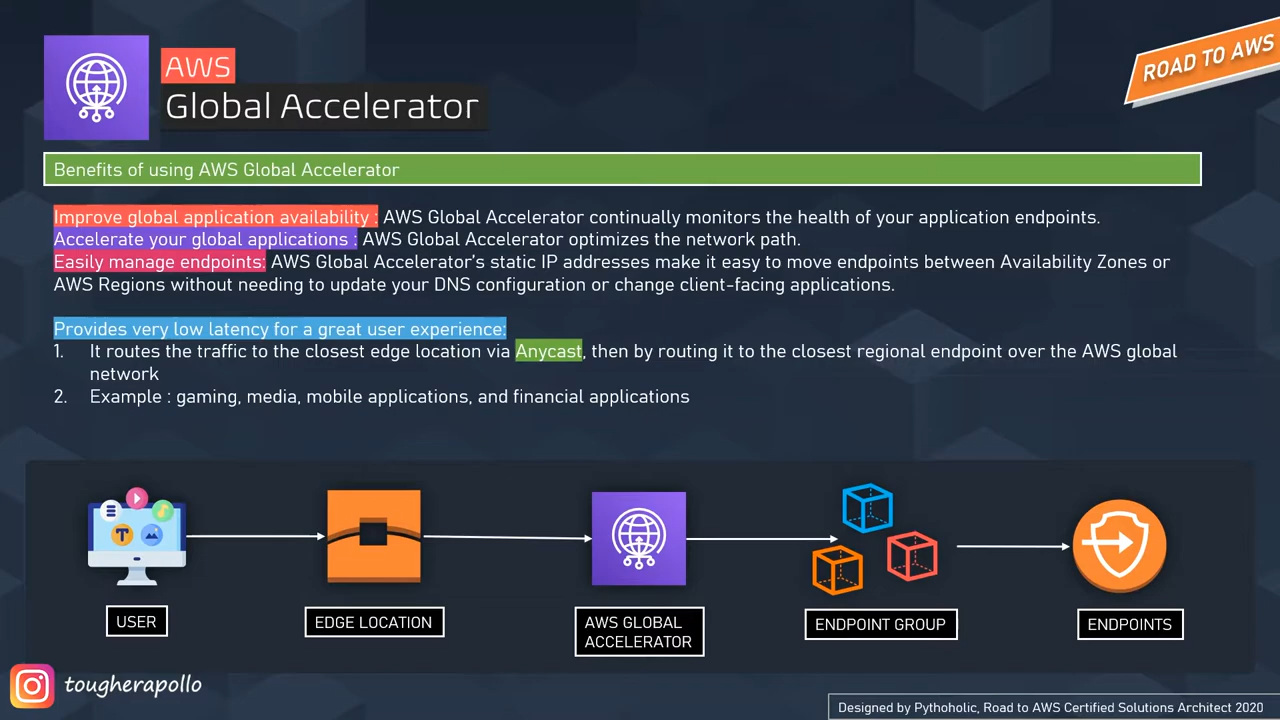 AWS
Global Accelerator
ROAD TO AWS
Benefits of using AWS Global Accelerator
Improve global application availability : AWS Global Accelerator continually monitors the health of your application endpoints.
Accelerate your global applications : AWS Global Accelerator optimizes the network path.
Easily manage endpoints: AWS Global Accelerator's static IP addresses make it easy to move endpoints between Availability Zones or
AWS Regions without needing to update your DNS configuration or change client-facing applications.
Provides very low latency for a great user experience:
1. It routes the traffic to the closest edge location via Anycast, then by routing it to the closest regional endpoint over the AWS global
network
2. Example : gaming, media, mobile applications, and financial applications
T
USER
EDGE LOCATION
AWS GLOBAL
ACCELERATOR
ENDPOINT GROUP
ENDPOINTS
tougherapollo
Designed by Pythoholic, Road to AWS Certified Solutions Architect 2020